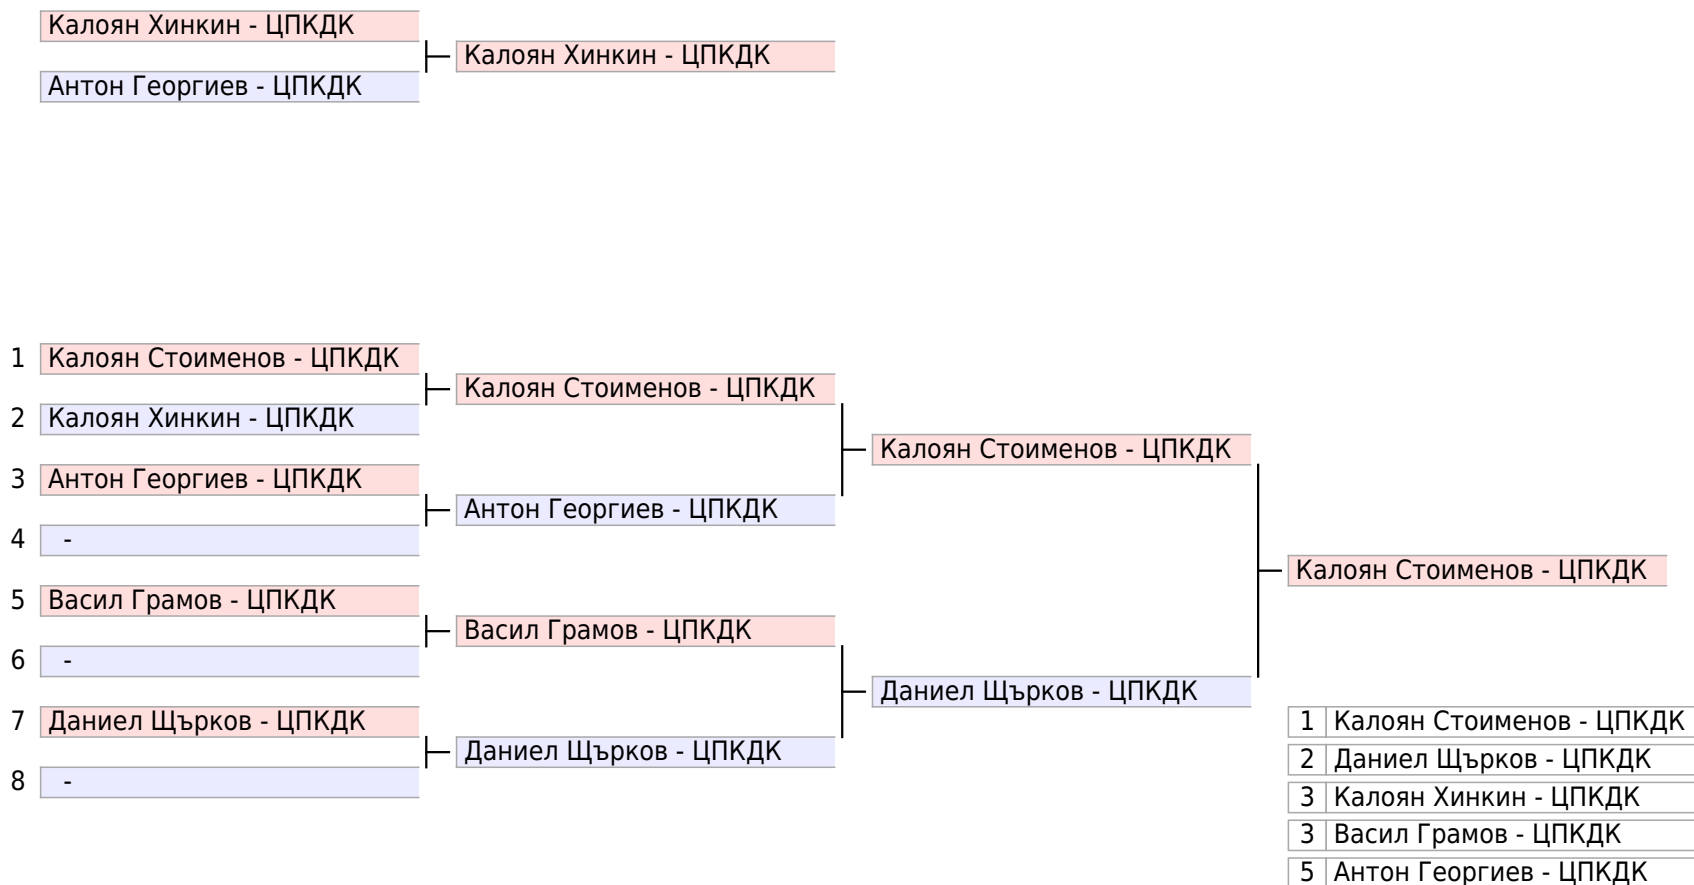 Калоян Хинкин - ЦПКДК
Калоян Хинкин - ЦПКДК
Антон Георгиев - ЦПКДК
1 Калоян Стоименов - ЦПКДК
Калоян Стоименов - ЦПКДК
2 Калоян Хинкин - ЦПКДК
Калоян Стоименов - ЦПКДК
3 Антон Георгиев - ЦПКДК
Антон Георгиев - ЦПКДК
4 -
Калоян Стоименов - ЦПКДК
5 Васил Грамов - ЦПКДК
Васил Грамов - ЦПКДК
6 -
Даниел Щърков - ЦПКДК
7 Даниел Щърков - ЦПКДК
Даниел Щърков - ЦПКДК
8 -
1 Калоян Стоименов - ЦПКДК
2 Даниел Щърков - ЦПКДК
3 Калоян Хинкин - ЦПКДК
3 Васил Грамов - ЦПКДК
5 Антон Георгиев - ЦПКДК